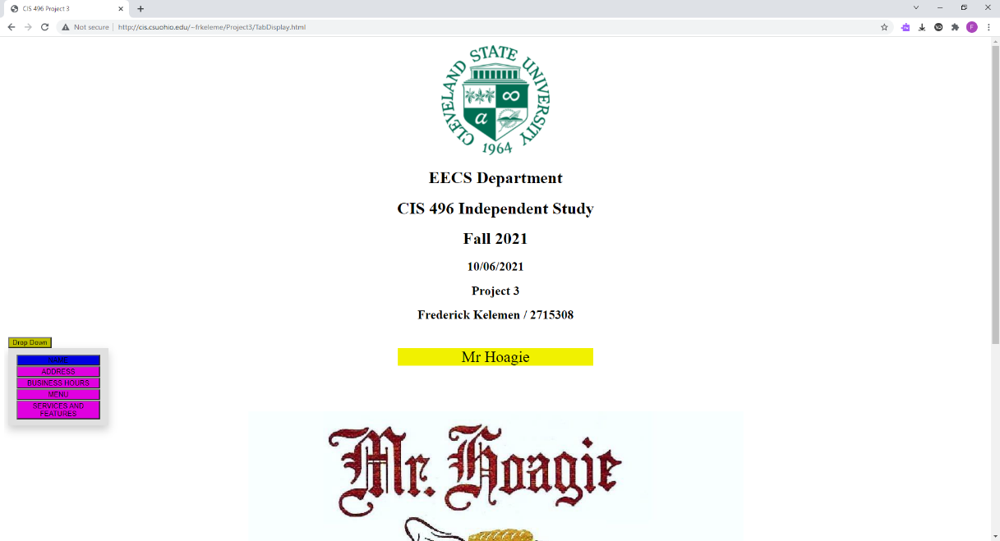 CIS 496 Project 3
Not secure
http://cis.csuohio.edu/~frkeleme/Project3/TabDisplay.html
F
CLEVELAND STATE UNIVERSITY
1964
EECS Department
CIS 496 Independent Study
Fall 2021
10/06/2021
Project 3
Frederick Kelemen / 2715308
Drop Down
NAME
ADDRESS
BUSINESS HOURS
MENU
SERVICES AND
FEATURES
Mr Hoagie
Mr. Hoagie